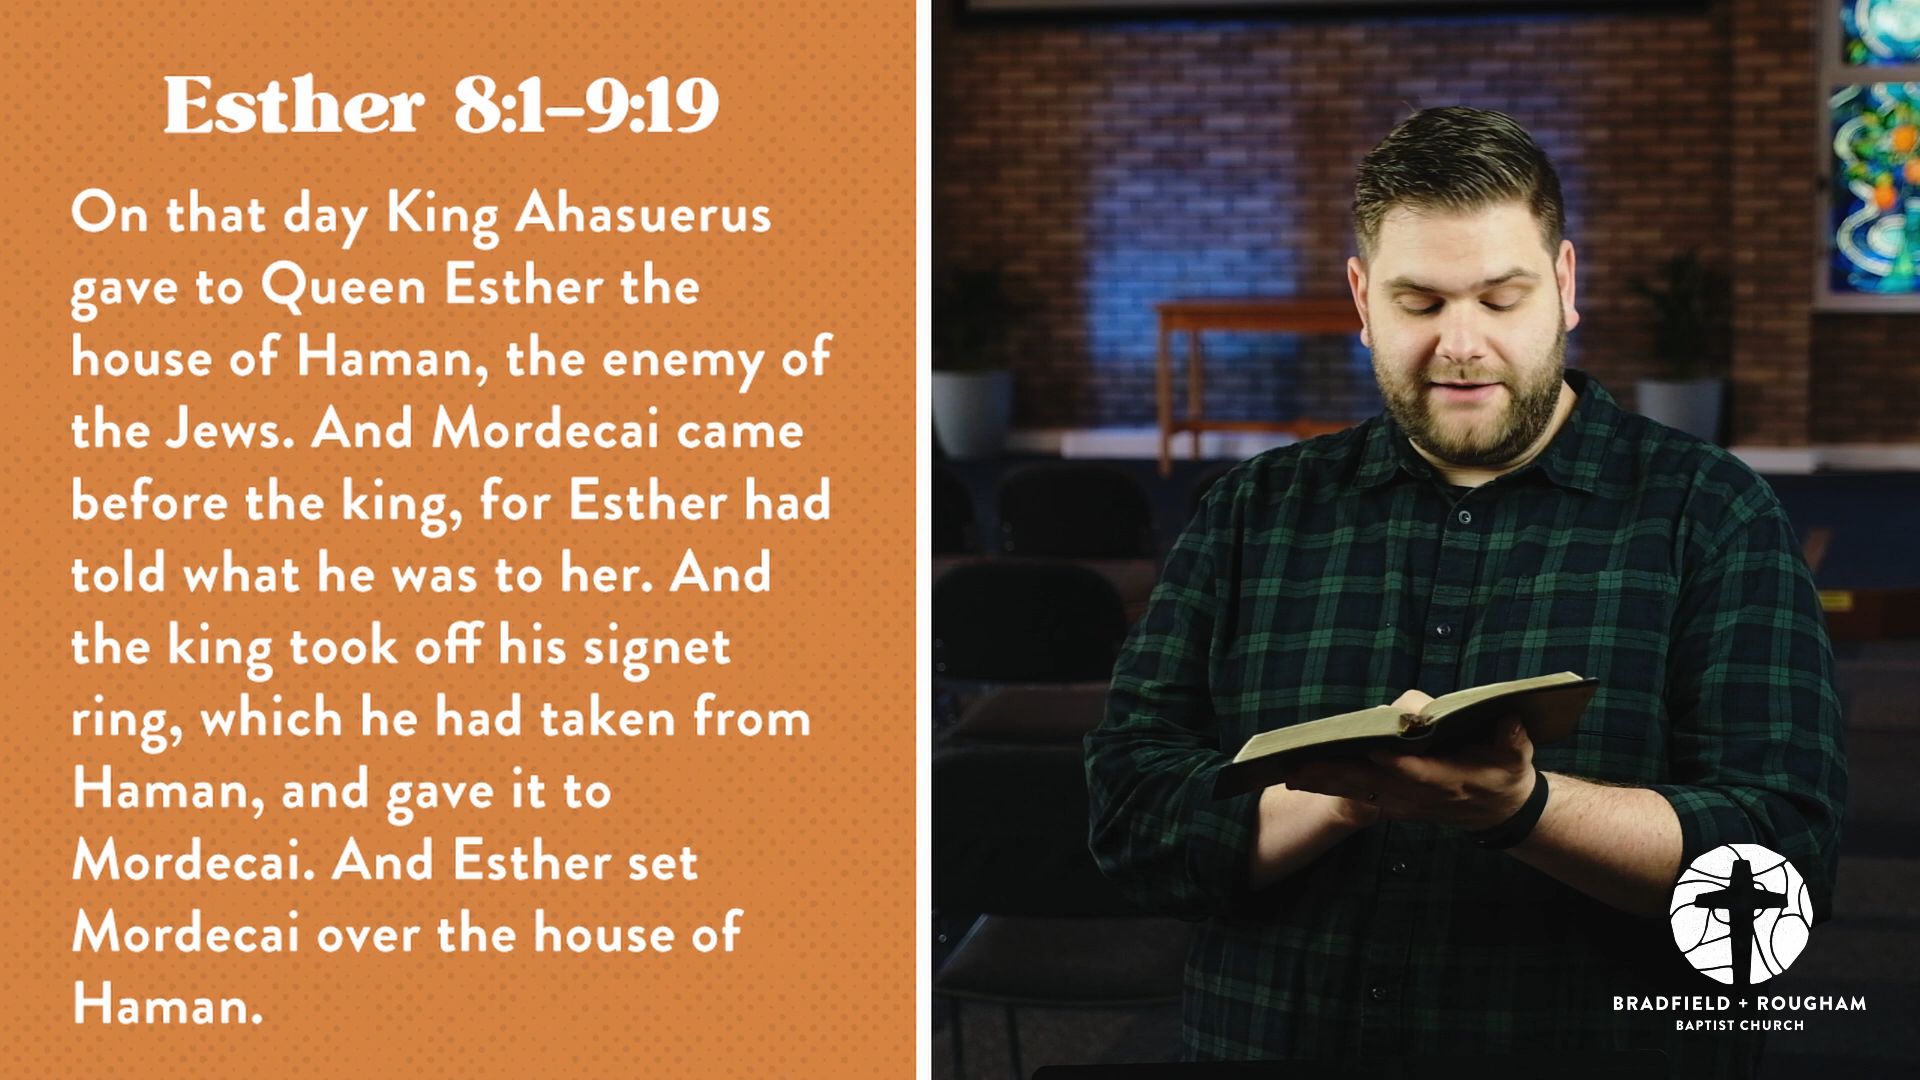 Esther 8:1–9:19
On that day King Ahasuerus
gave to Queen Esther the
house of Haman, the enemy of
the Jews. And Mordecai came
before the king, for Esther had
told what he was to her. And
the king took off his signet
ring, which he had taken from
Haman, and gave it to
Mordecai. And Esther set
Mordecai over the house of
Haman.
BRADFIELD + ROUGHAM
BAPTIST CHURCH